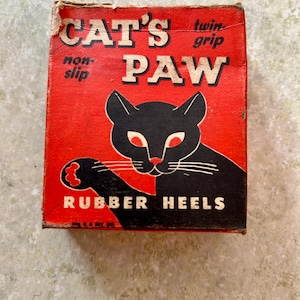 CAT'S twin-
grip
non-
slip PAW
RUBBER HEELS